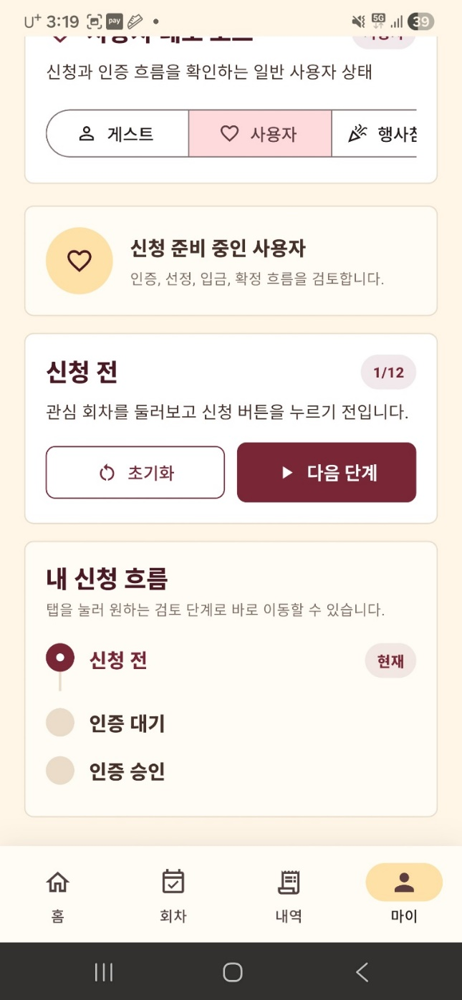 U+ 3:19 pay 5G 39
신청과 인증 흐름을 확인하는 일반 사용자 상태
게스트 사용자
신청 준비 중인 사용자
인증, 선정, 입금, 확정 흐름을 검토합니다.
신청 전 1/12
관심 회차를 둘러보고 신청 버튼을 누르기 전입니다.
초기화 다음 단계
내 신청 흐름
탭을 눌러 원하는 검토 단계로 바로 이동할 수 있습니다.
신청 전 현재
인증 대기
인증 승인
홈 회차 내역 마이